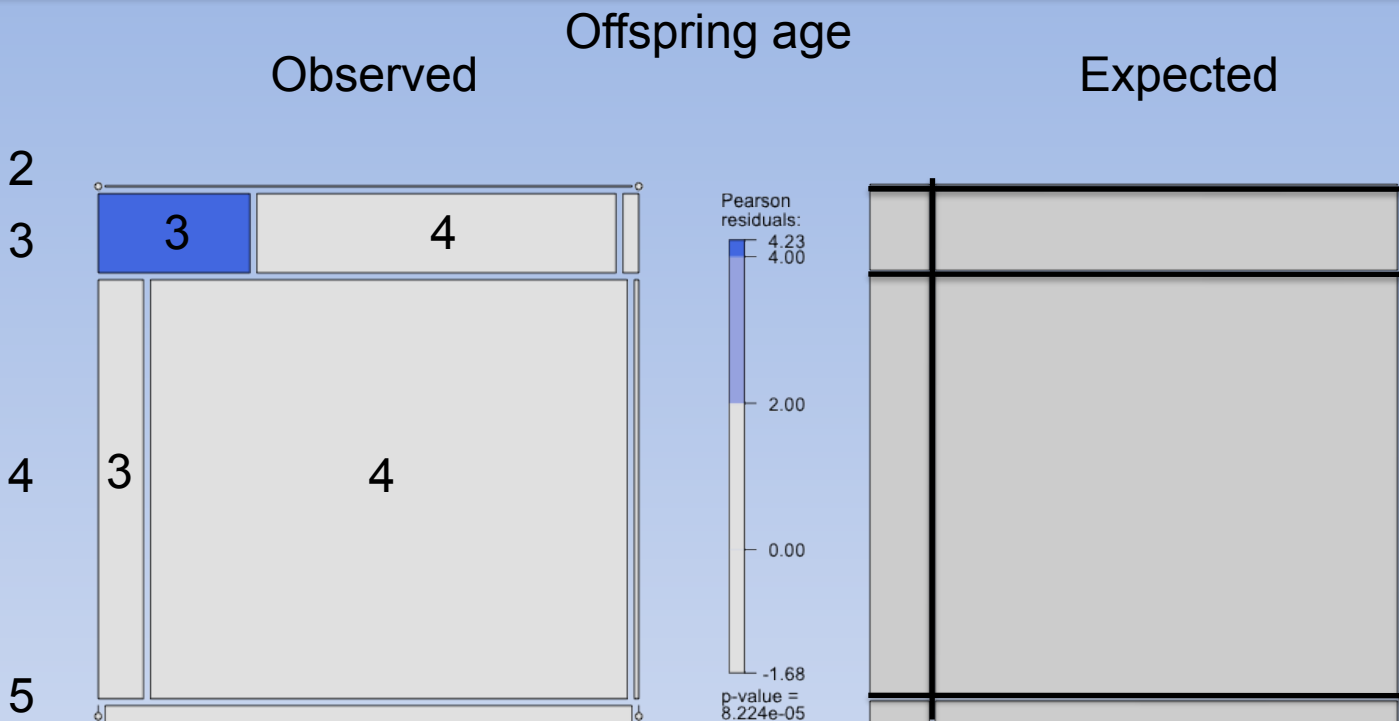 Offspring age
Observed
Expected
2
3
3
4
4
3
4
5
Pearson
residuals:
4.23
4.00
2.00
0.00
-1.68
p-value =
8.224e-05